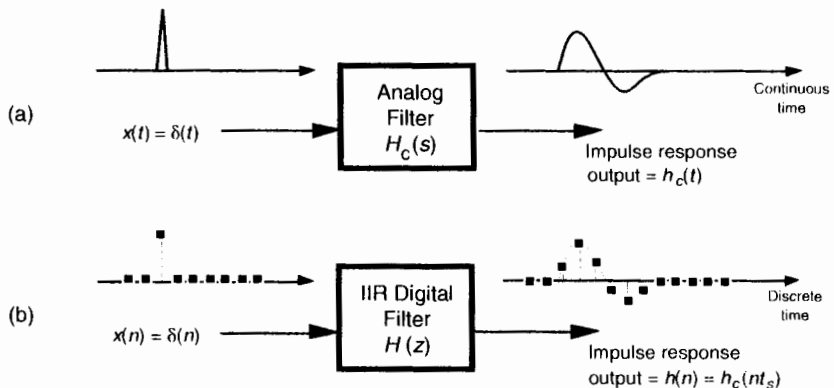 (a)
x(t) = δ(t)
Analog
Filter
H_c(s)
Continuous
time
Impulse response
output = h_c(t)
(b)
x(n) = δ(n)
IIR Digital
Filter
H(z)
Discrete
time
Impulse response
output = h(n) = h_c(nt_s)